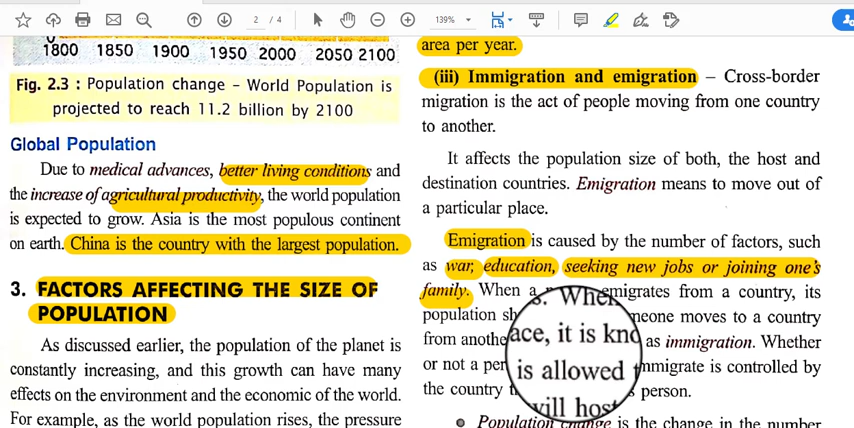 2 / 4
139%
1800 1850 1900 1950 2000 2050 2100
Fig. 2.3 : Population change – World Population is
projected to reach 11.2 billion by 2100
Global Population
Due to medical advances, better living conditions and
the increase of agricultural productivity, the world population
is expected to grow. Asia is the most populous continent
on earth. China is the country with the largest population.
3. FACTORS AFFECTING THE SIZE OF
POPULATION
As discussed earlier, the population of the planet is
constantly increasing, and this growth can have many
effects on the environment and the economic of the world.
For example, as the world population rises, the pressure
area per year.
(iii) Immigration and emigration – Cross-border
migration is the act of people moving from one country
to another.
It affects the population size of both, the host and
destination countries. Emigration means to move out of
a particular place.
Emigration is caused by the number of factors, such
as war, education, seeking new jobs or joining one's
family. When a emigrates from a country, its
population meone moves to a country
from anothe ace, it is kno as immigration. Whether
or not a per is allowed mmigrate is controlled by
the country will host person.
Population change is the change in the number